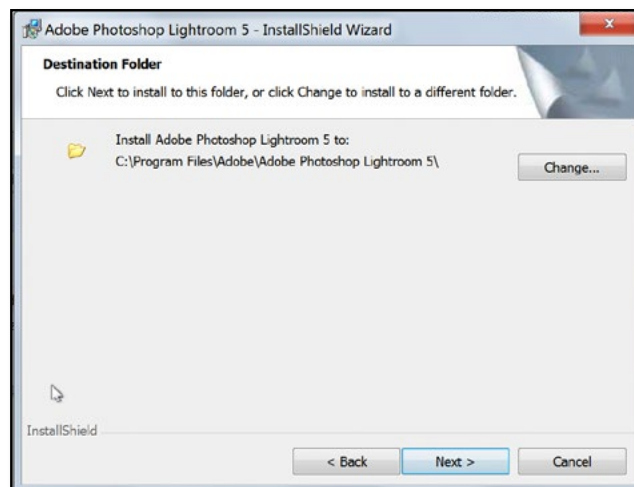 Adobe Photoshop Lightroom 5 - InstallShield Wizard
Destination Folder
Click Next to install to this folder, or click Change to install to a different folder.
Install Adobe Photoshop Lightroom 5 to:
C:\Program Files\Adobe\Adobe Photoshop Lightroom 5\
Change...
InstallShield
< Back
Next >
Cancel